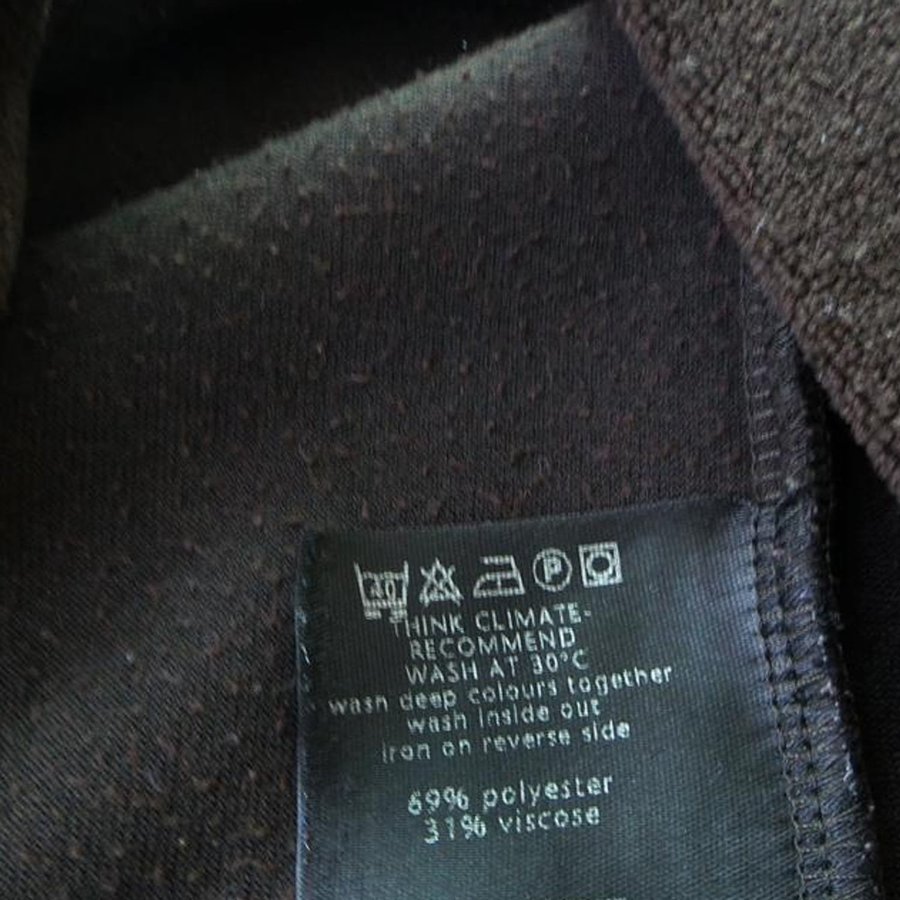 40 P
THINK CLIMATE-
RECOMMEND
WASH AT 30°C
wash deep colours together
wash inside out
iron on reverse side
69% polyester
31% viscose